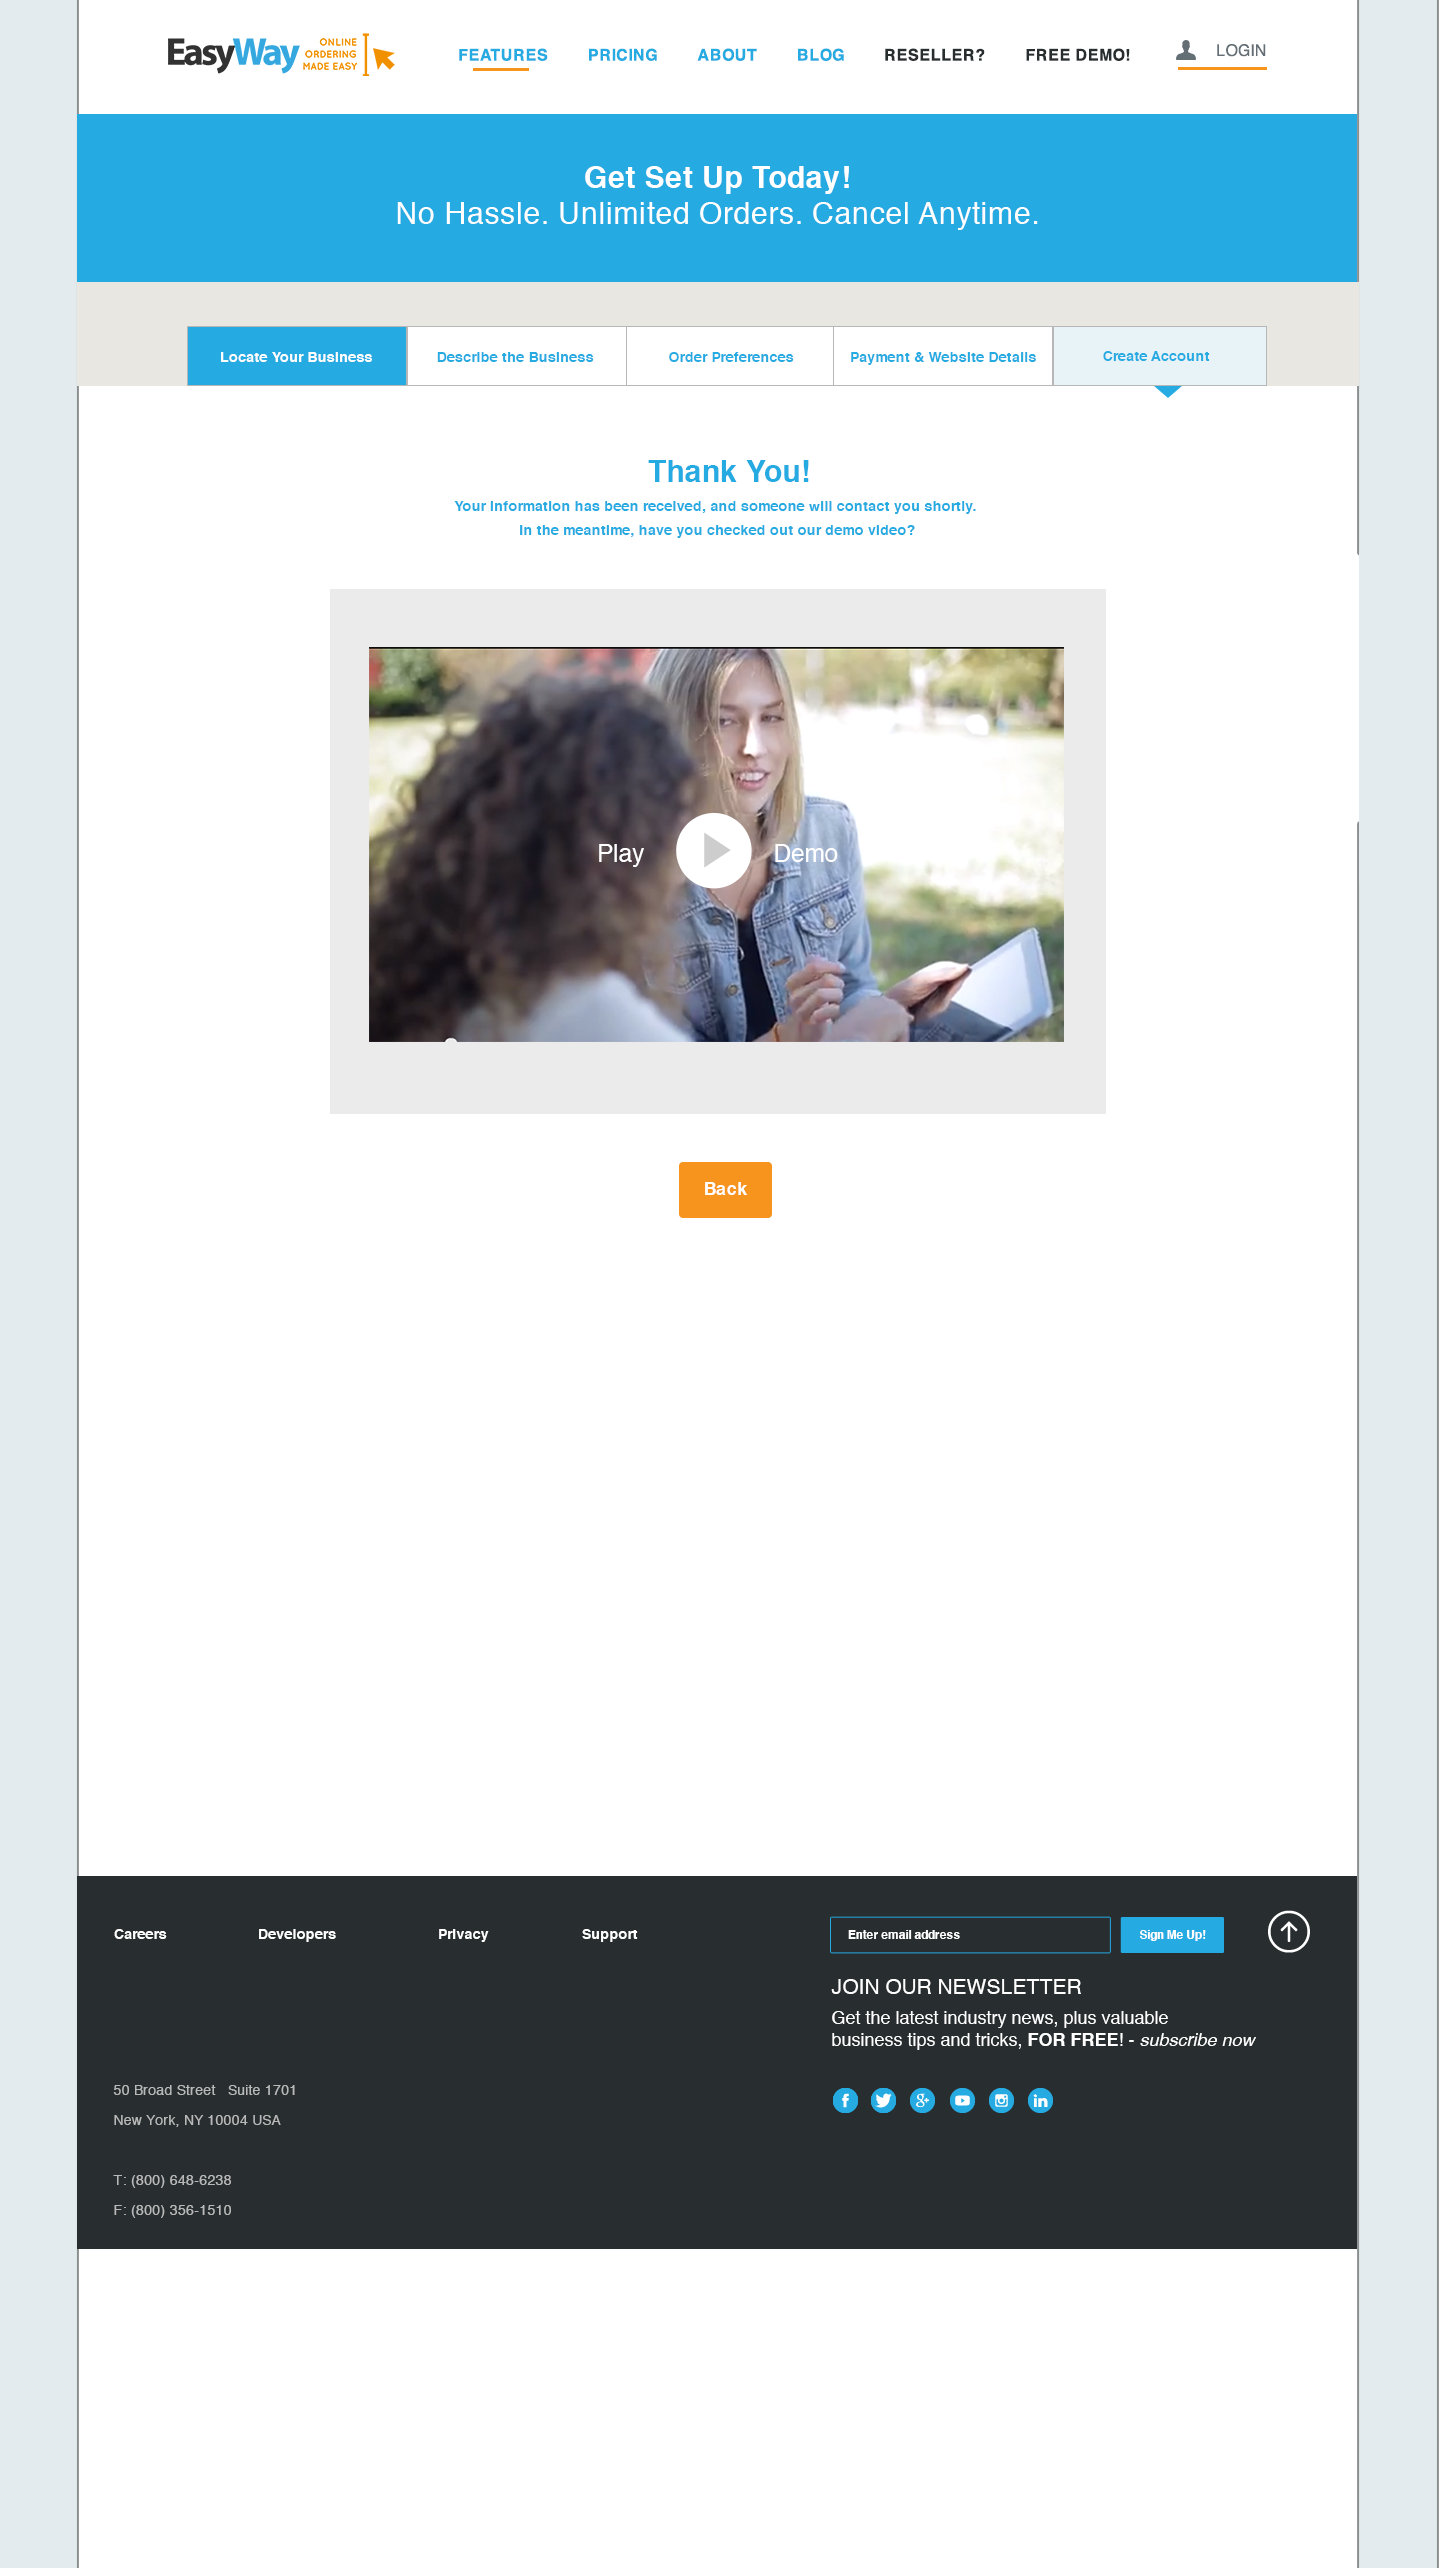 EasyWay
ONLINE
ORDERING
MADE EASY
FEATURES PRICING ABOUT BLOG RESELLER? FREE DEMO! LOGIN
Get Set Up Today!
No Hassle. Unlimited Orders. Cancel Anytime.
Locate Your Business Describe the Business Order Preferences Payment & Website Details Create Account
Thank You!
Your information has been received, and someone will contact you shortly.
In the meantime, have you checked out our demo video?
Play Demo
Back
Careers Developers Privacy Support
Enter email address Sign Me Up!
JOIN OUR NEWSLETTER
Get the latest industry news, plus valuable
business tips and tricks, FOR FREE! - subscribe now
50 Broad Street Suite 1701
New York, NY 10004 USA
T: (800) 648-6238
F: (800) 356-1510